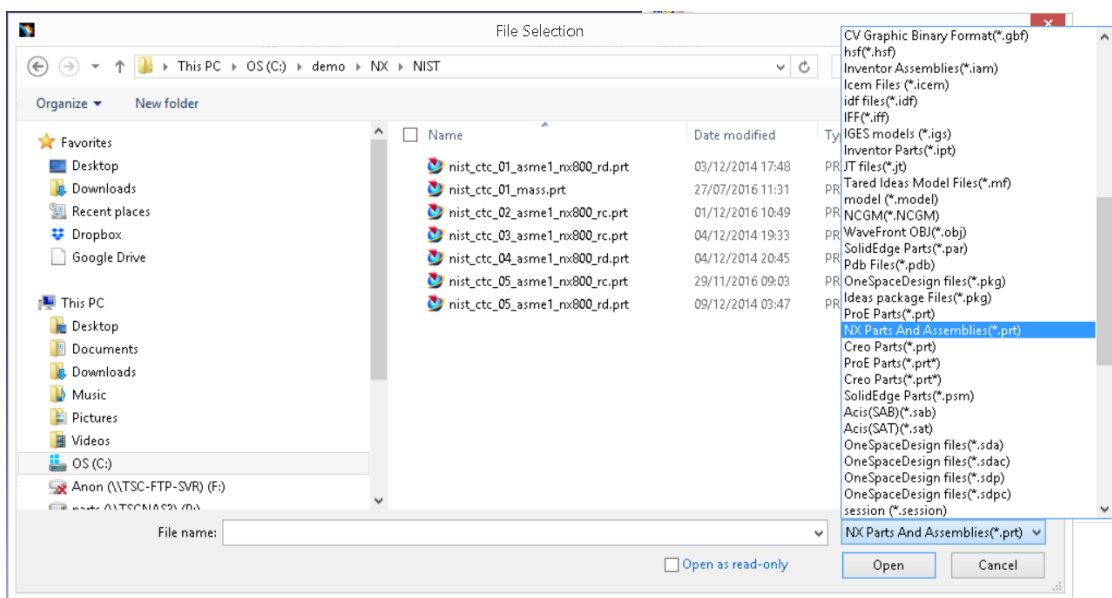 File Selection
This PC
OS (C:)
demo
NX
NIST
Organize
New folder
Favorites
Desktop
Downloads
Recent places
Dropbox
Google Drive
This PC
Desktop
Documents
Downloads
Music
Pictures
Videos
OS (C:)
Anon (\\TSC-FTP-SVR) (F:)
Name Date modified
nist_ctc_01_asme1_nx800_rd.prt 03/12/2014 17:48
nist_ctc_01_mass.prt 27/07/2016 11:31
nist_ctc_02_asme1_nx800_rc.prt 01/12/2016 10:49
nist_ctc_03_asme1_nx800_rc.prt 04/12/2014 19:33
nist_ctc_04_asme1_nx800_rd.prt 04/12/2014 20:45
nist_ctc_05_asme1_nx800_rc.prt 29/11/2016 09:03
nist_ctc_05_asme1_nx800_rd.prt 09/12/2014 03:47
CV Graphic Binary Format(*.gbf)
hsf(*.hsf)
Inventor Assemblies(*.iam)
Icem Files (*.icem)
idf files(*.idf)
IFF(*.iff)
IGES models (*.igs)
Inventor Parts(*.ipt)
JT files(*.jt)
Tared Ideas Model Files(*.mf)
model (*.model)
NCGM(*.NCGM)
WaveFront OBJ(*.obj)
SolidEdge Parts(*.par)
Pdb Files(*.pdb)
OneSpaceDesign files(*.pkg)
Ideas package Files(*.pkg)
ProE Parts(*.prt)
NX Parts And Assemblies(*.prt)
Creo Parts(*.prt)
ProE Parts(*.prt*)
Creo Parts(*.prt*)
SolidEdge Parts(*.psm)
Acis(SAB)(*.sab)
Acis(SAT)(*.sat)
OneSpaceDesign files(*.sda)
OneSpaceDesign files(*.sdac)
OneSpaceDesign files(*.sdp)
OneSpaceDesign files(*.sdpc)
session (*.session)
File name:
NX Parts And Assemblies(*.prt)
Open as read-only
Open
Cancel